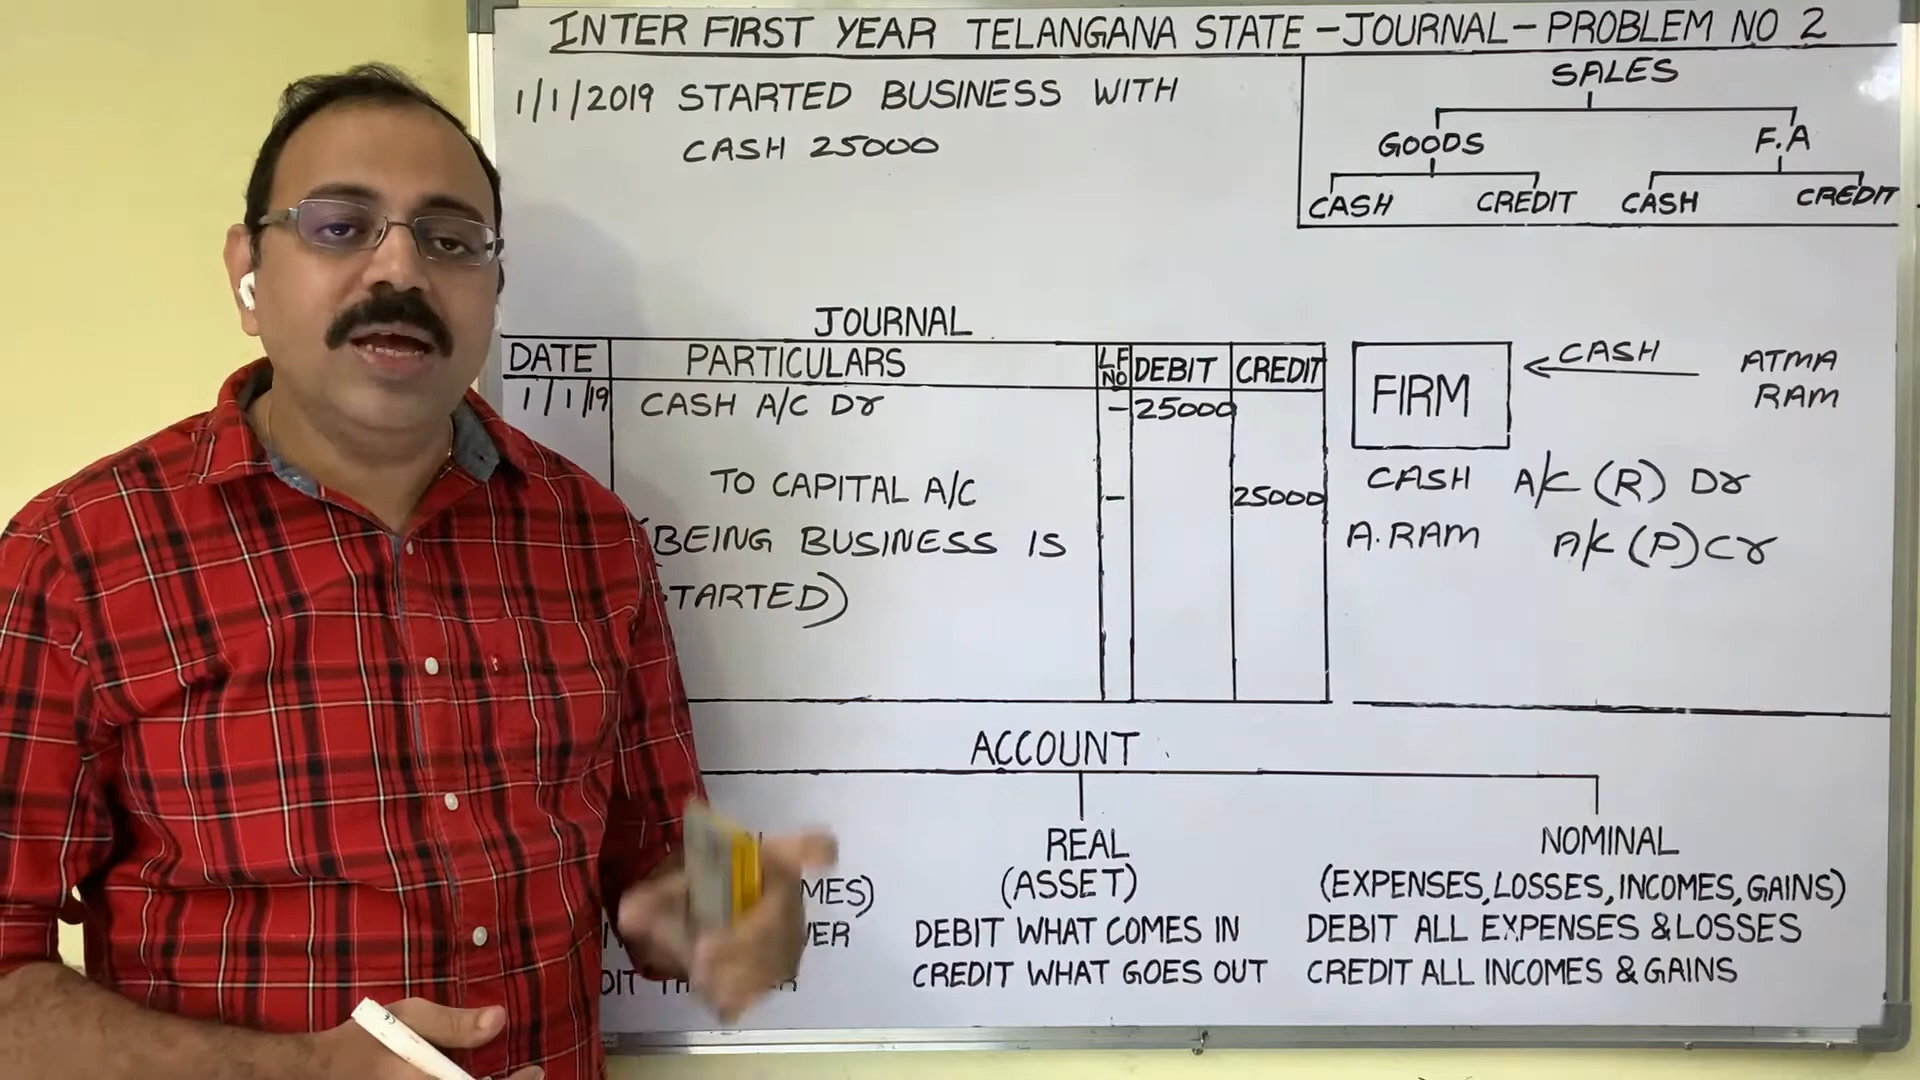 INTER FIRST YEAR TELANGANA STATE - JOURNAL - PROBLEM NO 2
1/1/2019 STARTED BUSINESS WITH
CASH 25000
SALES
GOODS F.A
CASH CREDIT CASH CREDIT
JOURNAL
DATE PARTICULARS LF NO DEBIT CREDIT
1/1/19 CASH A/C Dr - 25000
TO CAPITAL A/C - 25000
(BEING BUSINESS IS
TARTED)
FIRM CASH ATMA
RAM
CASH A/C (R) Dr
A.RAM A/C (P) Cr
ACCOUNT
REAL
(ASSET)
DEBIT WHAT COMES IN
CREDIT WHAT GOES OUT
NOMINAL
(EXPENSES, LOSSES, INCOMES, GAINS)
DEBIT ALL EXPENSES & LOSSES
CREDIT ALL INCOMES & GAINS